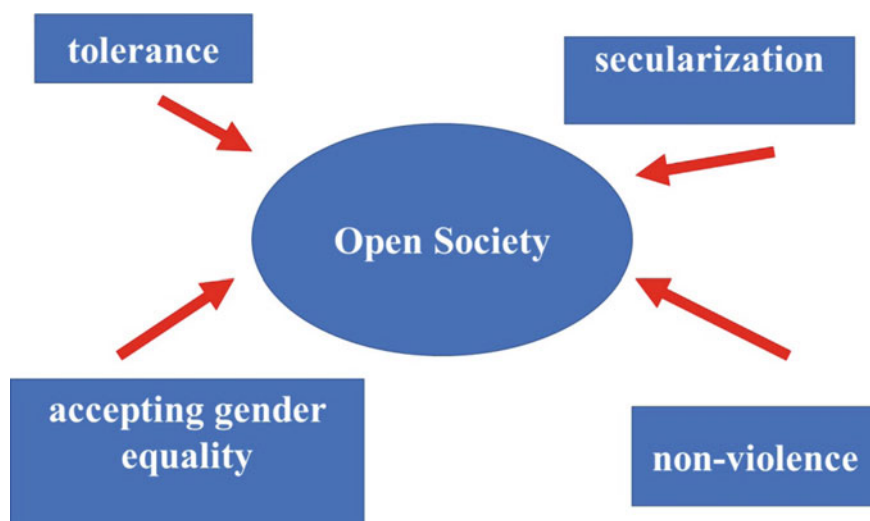 tolerance
secularization
Open Society
accepting gender
equality
non-violence